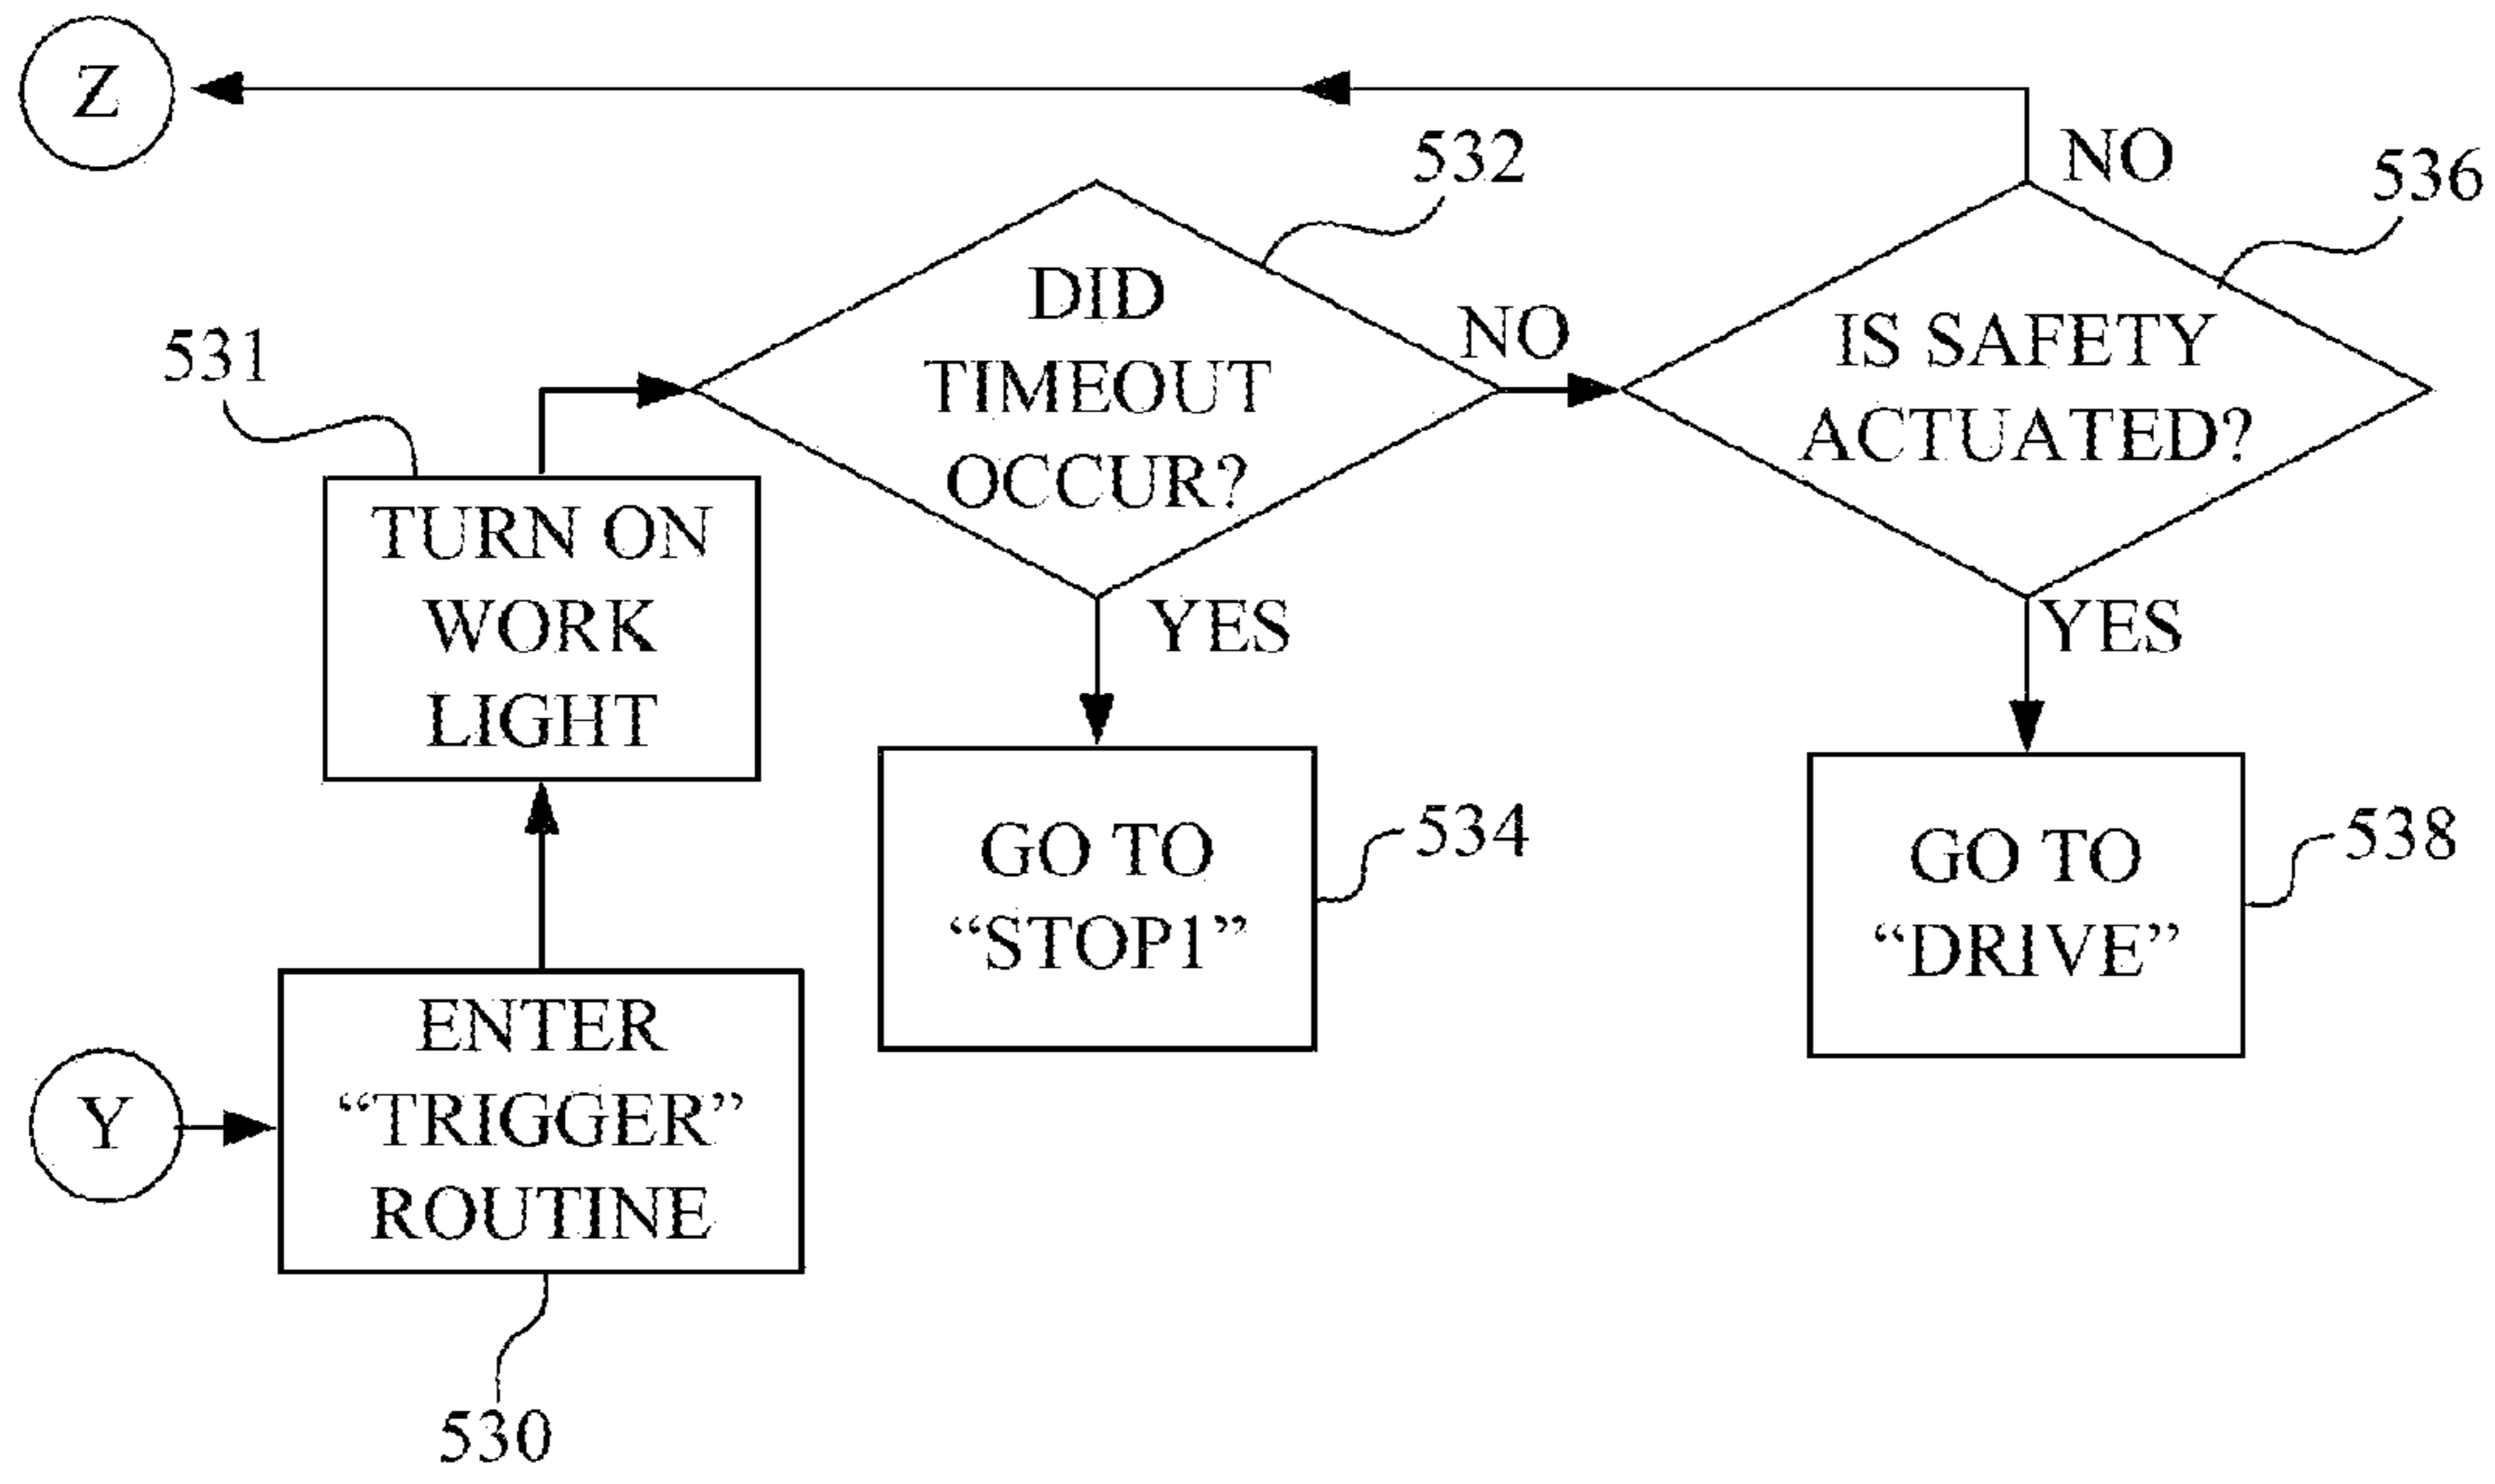 Z
532
NO
536
DID
TIMEOUT
OCCUR?
NO
IS SAFETY
ACTUATED?
531
TURN ON
WORK
LIGHT
YES
YES
GO TO
“STOP1”
534
GO TO
“DRIVE”
538
Y
ENTER
“TRIGGER”
ROUTINE
530